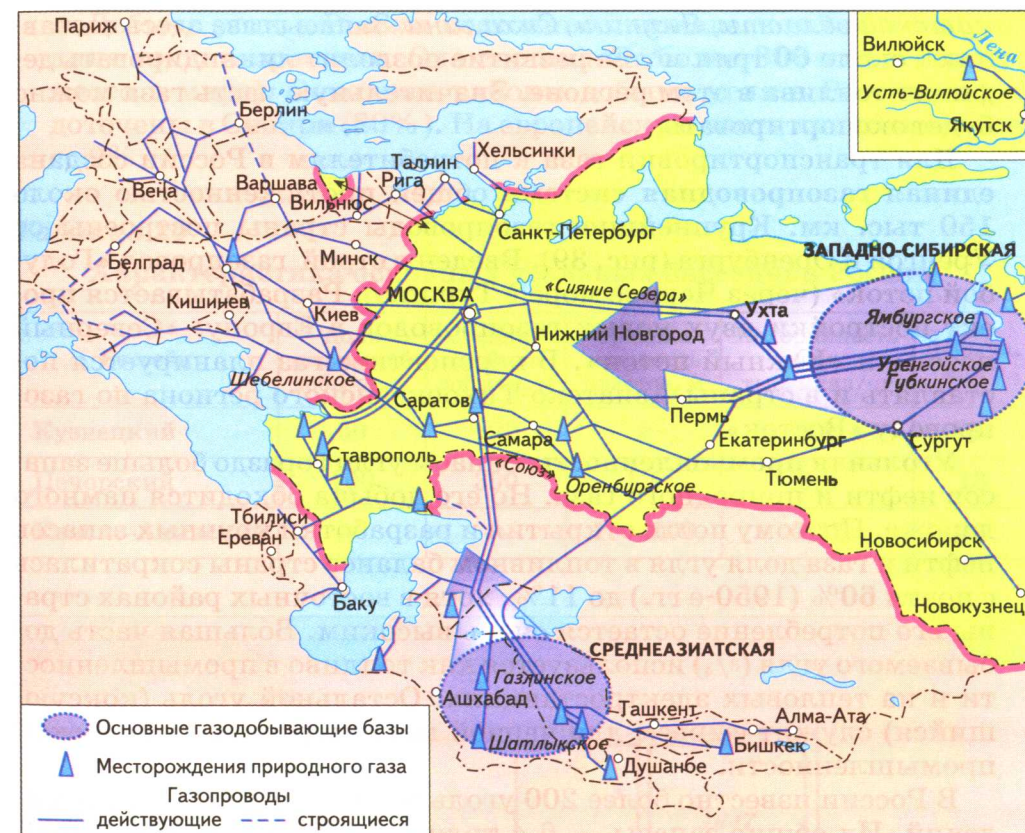 Париж
Берлин
Вена
Варшава
Вильнюс
Таллин
Рига
Хельсинки
Санкт-Петербург
Белград
Минск
Кишинев
Киев
МОСКВА
«Сияние Севера»
Ухта
Нижний Новгород
Шебелинское
Саратов
Самара
Пермь
Екатеринбург
Тюмень
Сургут
ЗАПАДНО-СИБИРСКАЯ
Ямбургское
Уренгойское
Губкинское
Вилюйск
Лена
Усть-Вилюйское
Якутск
Ставрополь
«Союз»
Оренбургское
Тбилиси
Ереван
Баку
Новосибирск
Новокузнец
СРЕДНЕАЗИАТСКАЯ
Газлинское
Ашхабад
Шатлыкское
Ташкент
Алма-Ата
Бишкек
Душанбе
Основные газодобывающие базы
Месторождения природного газа
Газопроводы
действующие
строящиеся